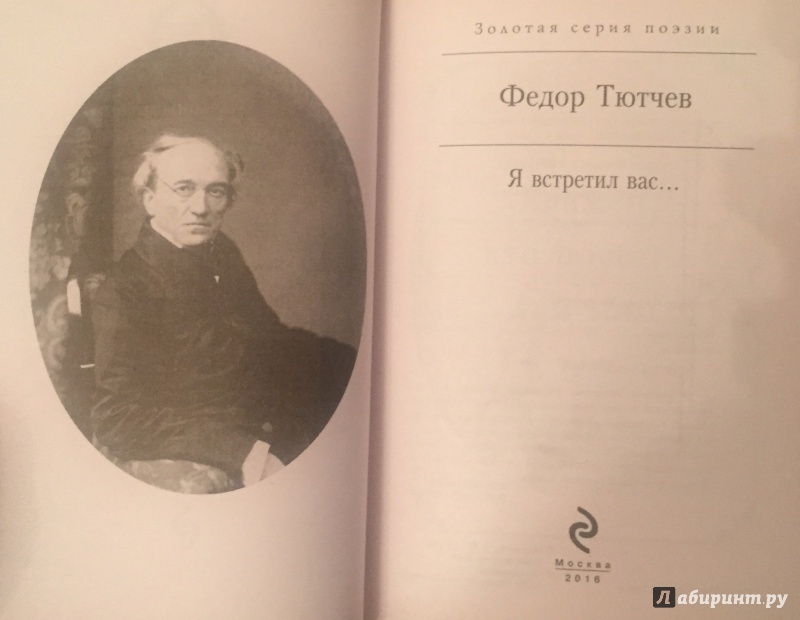 Золотая серия поэзии
Федор Тютчев
Я встретил вас...
Москва
2016
Лабиринт.ру